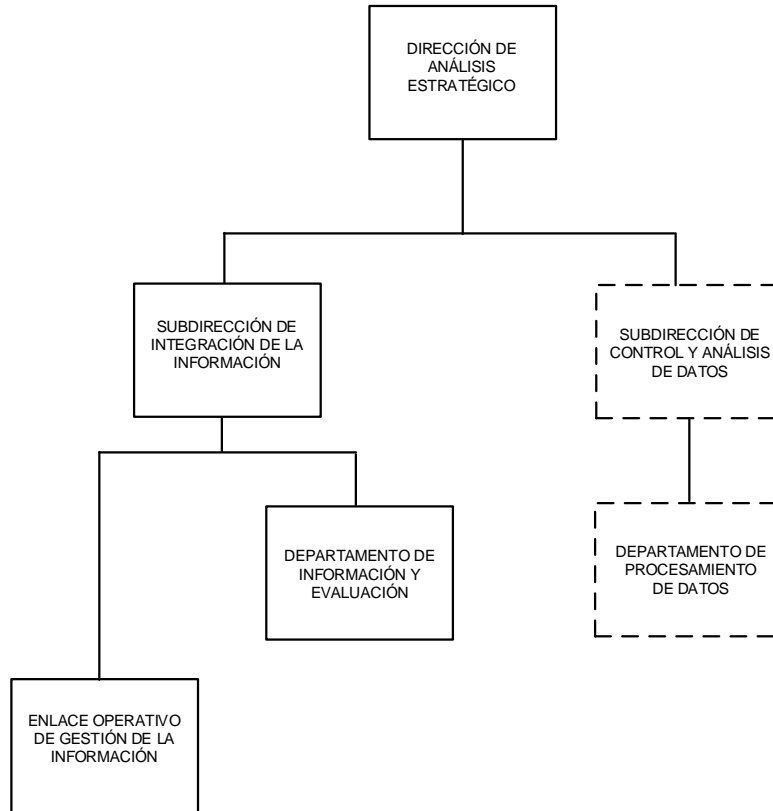 DIRECCIÓN DE
ANÁLISIS
ESTRATÉGICO
SUBDIRECCIÓN DE
INTEGRACIÓN DE LA
INFORMACIÓN
SUBDIRECCIÓN DE
CONTROL Y ANÁLISIS
DE DATOS
DEPARTAMENTO DE
INFORMACIÓN Y
EVALUACIÓN
DEPARTAMENTO DE
PROCESAMIENTO
DE DATOS
ENLACE OPERATIVO
DE GESTIÓN DE LA
INFORMACIÓN